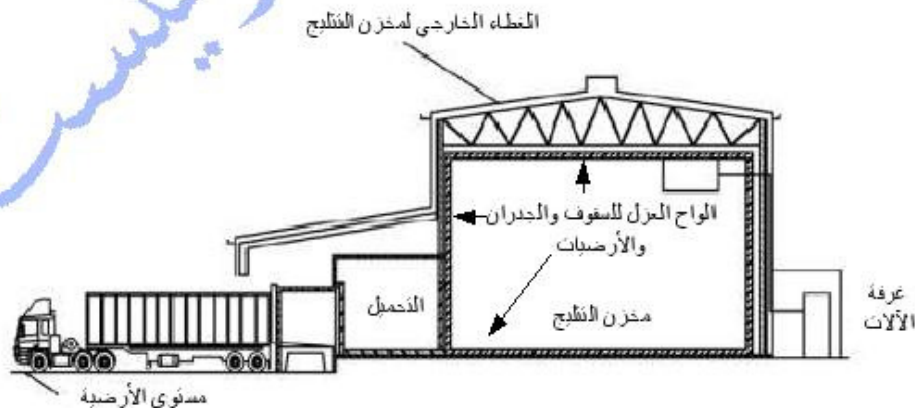 الغطاء الخارجي لمخزن التثليج
الواح العزل للسقوف والجدران
والأرضيات
غرفة
الآلات
التحميل
مخزن التثليج
مستوى الأرضية